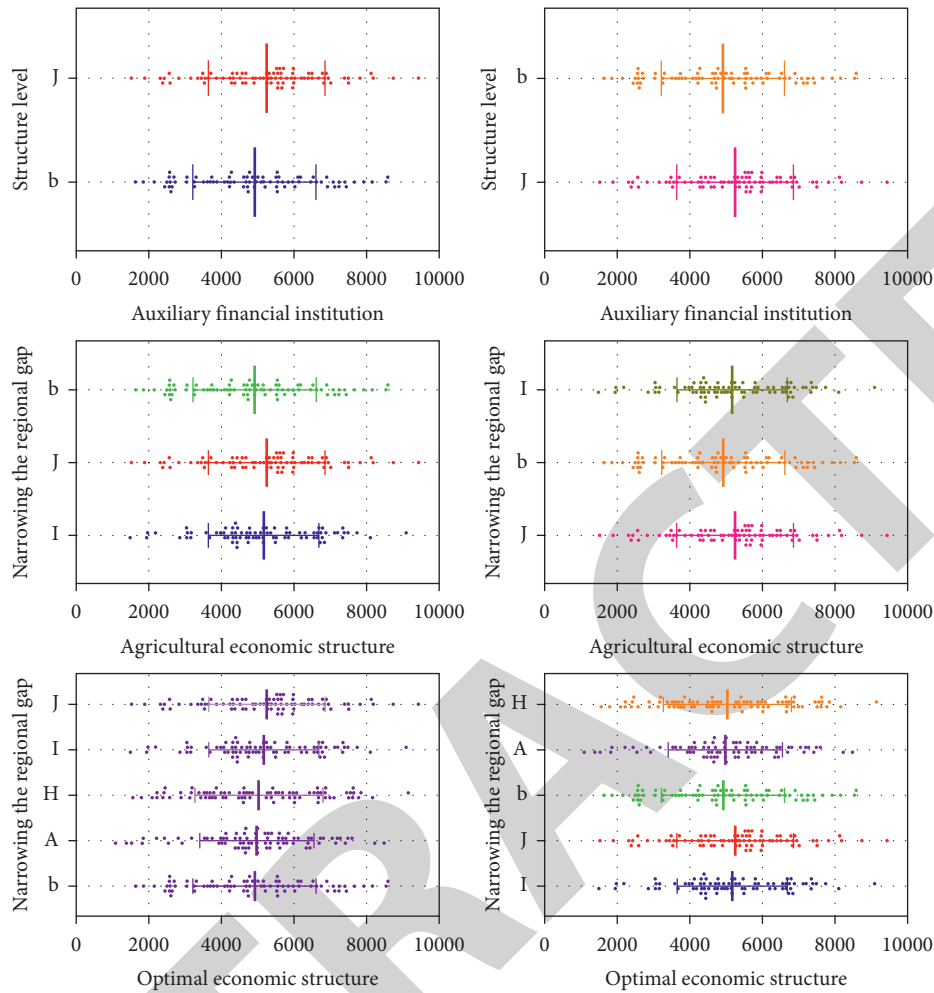 Structure level
J
b
0 2000 4000 6000 8000 10000
Auxiliary financial institution
Structure level
b
J
0 2000 4000 6000 8000 10000
Auxiliary financial institution
Narrowing the regional gap
b
J
I
0 2000 4000 6000 8000 10000
Agricultural economic structure
Narrowing the regional gap
I
b
J
0 2000 4000 6000 8000 10000
Agricultural economic structure
Narrowing the regional gap
J
I
H
A
b
0 2000 4000 6000 8000 10000
Optimal economic structure
Narrowing the regional gap
H
A
b
J
I
0 2000 4000 6000 8000 10000
Optimal economic structure
TRACTE